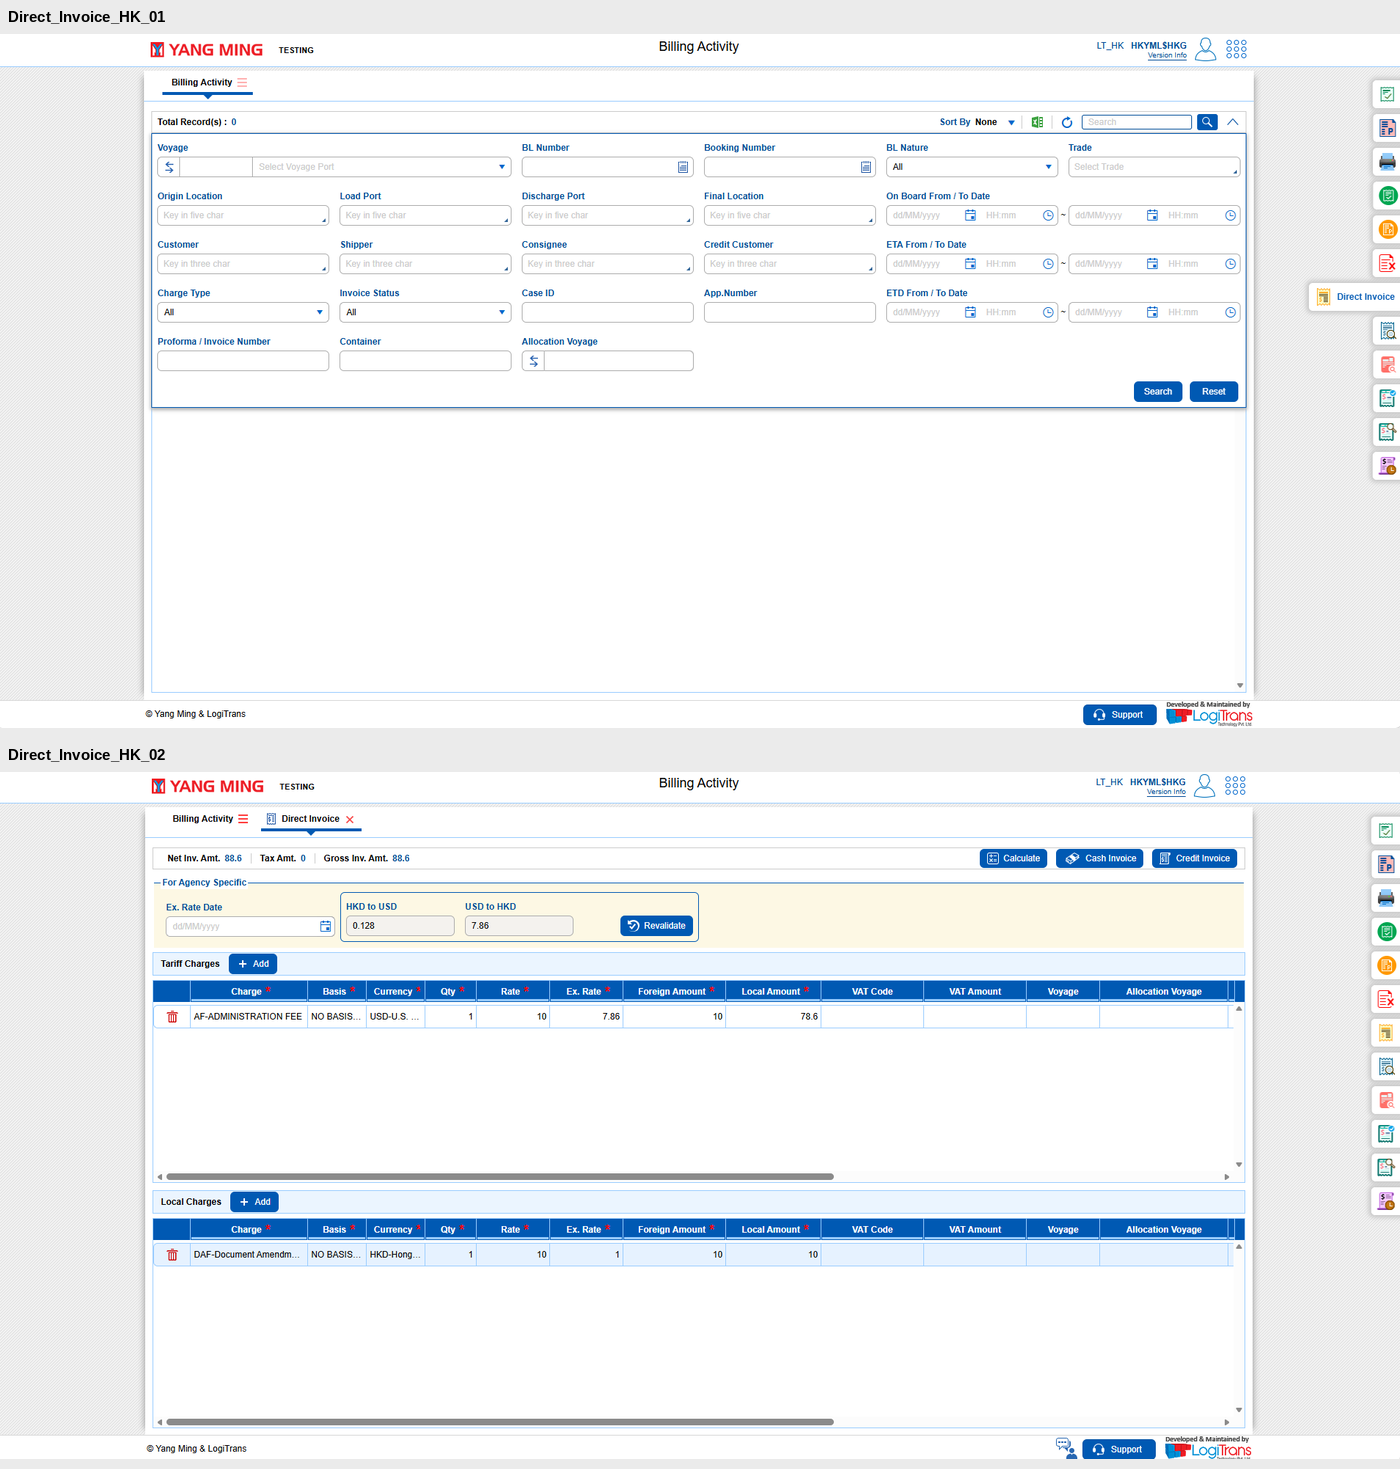 Direct_Invoice_HK_01
YANG MING TESTING Billing Activity LT_HK HKYML$HKG
Version Info
Billing Activity
Total Record(s) : 0 Sort By None Search
Voyage BL Number Booking Number BL Nature Trade
Select Voyage Port All Select Trade
Origin Location Load Port Discharge Port Final Location On Board From / To Date
Key in five char Key in five char Key in five char Key in five char dd/MM/yyyy HH:mm ~ dd/MM/yyyy HH:mm
Customer Shipper Consignee Credit Customer ETA From / To Date
Key in three char Key in three char Key in three char Key in three char dd/MM/yyyy HH:mm ~ dd/MM/yyyy HH:mm
Charge Type Invoice Status Case ID App.Number ETD From / To Date
All All dd/MM/yyyy HH:mm ~ dd/MM/yyyy HH:mm
Direct Invoice
Proforma / Invoice Number Container Allocation Voyage
Search Reset
© Yang Ming & LogiTrans Support Developed & Maintained by
LogiTrans
Technology Pvt. Ltd
Direct_Invoice_HK_02
YANG MING TESTING Billing Activity LT_HK HKYML$HKG
Version Info
Billing Activity Direct Invoice
Net Inv. Amt. 88.6 Tax Amt. 0 Gross Inv. Amt. 88.6 Calculate Cash Invoice Credit Invoice
For Agency Specific
Ex. Rate Date HKD to USD USD to HKD
dd/MM/yyyy 0.128 7.86 Revalidate
Tariff Charges + Add
Charge * Basis * Currency * Qty * Rate * Ex. Rate * Foreign Amount * Local Amount * VAT Code VAT Amount Voyage Allocation Voyage
AF-ADMINISTRATION FEE NO BASIS... USD-U.S. ... 1 10 7.86 10 78.6
Local Charges + Add
Charge * Basis * Currency * Qty * Rate * Ex. Rate * Foreign Amount * Local Amount * VAT Code VAT Amount Voyage Allocation Voyage
DAF-Document Amendm... NO BASIS... HKD-Hong... 1 10 1 10 10
© Yang Ming & LogiTrans Support Developed & Maintained by
LogiTrans